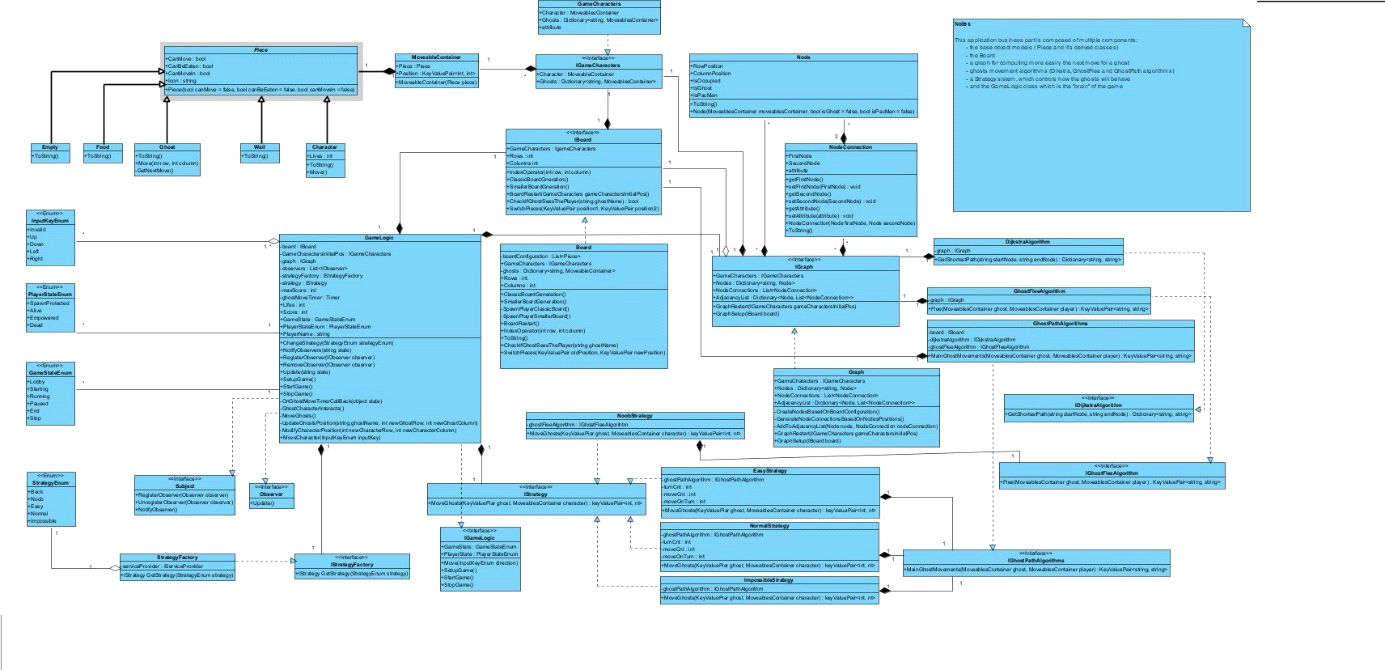 GameCharacters
+Character : MoveablesContainer
+Ghosts : Dictionary<string, MoveablesContainer>
+attribute
Piece
+CanMove : bool
+CanBeEaten : bool
+CanMoveIn : bool
+Icon : string
+Piece(bool canMove = false, bool canBeEaten = false, bool canMoveIn = false)
MoveableContainer
+Piece : Piece
+Position : KeyValuePair<int, int>
+MoveablesContainer(Piece piece)
<<Interface>>
IGameCharacters
+Character : MoveablesContainer
+Ghosts : Dictionary<string, MoveablesContainer>
Node
+RowPosition
+ColumnPosition
+IsOccupied
+IsGhost
+IsPacMan
+ToString()
+Node(MoveablesContainer moveablesContainer, bool isGhost = false, bool isPacMan = false)
Notes
This application business part is composed of multiple components:
- the base object models ( Piece and it's derived classes)
- the Board
- a graph for computing more easily the next move for a ghost
- ghosts movement algorithms (Dijkstra, GhostFlee and GhostPath algorithms)
- a Strategy system, which controls how the ghosts will behave
- and the GameLogic class which is the "brain" of the game
Empty
+ToString()
Food
+ToString()
Ghost
+ToString()
+Move(int row, int column)
-GetNextMove()
Wall
+ToString()
Character
+Lives : int
+ToString()
+Move()
<<Interface>>
IBoard
+GameCharacters : IgameCharacters
+Rows : int
+Columns int
+IndexOperator(int row, int column)
+ClassicBoardGneration()
+SmallerBoardGneration()
+BoardRestart(GameCharacters gameCharactersInitialPos)
+CheckIfGhostSeesThePlayer(string ghostName) : bool
+SwitchPieces(KeyValuePair position1, KeyValuePair position2)
NodeConnection
+FirstNode
+SecondNode
+attribute
+getFirstNode()
+setFirstNode(FirstNode) : void
+getSecondNode()
+setSecondNode(SecondNode) : void
+getAttribute()
+setAttribute(attribute) : void
+NodeConnection(Node firstNode, Node secondNode)
+ToString()
<<Enum>>
InputKeyEnum
+Invalid
+Up
+Down
+Left
+Right
<<Enum>>
PlayerStateEnum
+SpawnProtected
+Alive
+Empowered
+Dead
<<Enum>>
GameStateEnum
+Lobby
+Starting
+Running
+Paused
+End
+Stop
<<Enum>>
StrategyEnum
+Back
+Noob
+Easy
+Normal
+Impossible
GameLogic
-board : IBoard
-GameCharactersInitialPos : IGameCharacters
-graph : IGraph
-observers : List<IObserver>
-strategyFactory : IStrategyFactory
-strategy : IStrategy
-maxScore : int
-ghostMoveTimer : Timer
+Lifes : int
+Score : int
+GameState : GameStateEnum
+PlayerStateEnum : PlayerStateEnum
+PlayerName : string
+ChangeStrategy(StrategyEnum strategyEnum)
+NotifyObservers(string state)
+RegisterObserver(IObserver observer)
+RemoveObserver(IObserver observer)
+Update(string state)
+SetupGame()
+StartGame()
+StopGame()
-OnGhostMoveTimerCallBack(object state)
-GhostCharacterInteracts()
-MoveGhosts()
-UpdateGhostsPosition(string ghostName, int newGhostRow, int newGhostColumn)
-ModifyCharacterPosition(int newCharacterRow, int newCharacterColumn)
+MoveCharacter(InputKeyEnum inputKey)
Board
-boardConfiguration : List<Piece>
+GameCharacters : IGameCharacters
-ghosts : Dictionary<string, MoveableContainer>
+Rows : int
+Columns : int
+ClassicBoardGeneration()
+SmallerBoardGeneration()
-SpawnPlayerClassicBoard()
-SpawnPlayerSmallerBoard()
+BoardRestart()
+IndexOperator(int row, int column)
+ToString()
+CheckIfGhostSeesThePlayer(string ghostName)
+SwitchPieces(KeyValuePair oldPosition, KeyValuePair newPosition)
<<Interface>>
IGraph
+GameCharacters : IGameCharacters
+Nodes : Dictionary<string, Node>
+NodeConnections : List<NodeConnection>
+AdjacencyList : Dictionary<Node, List<NodeConnection>>
+GraphRestart(GameCharacters gameCharactersInitialPos)
+GraphSetup(IBoard board)
DijkstraAlgorithm
-graph : IGraph
+GetShortestPath(string startNode, string endNode) : Dictionary<string, string>
GhostFleeAlgorithm
-graph : IGraph
+Flee(MoveablesContainer ghost, MoveablesContainer player) : KeyValuePair<string, string>
GhostPathAlgorithms
-board : IBoard
-dijkstraAlgorithm : IDijkstraAlgorithm
-ghostFleeAlgorithm : IGhostFleeAlgorithm
+MainGhostMovements(MoveablesContainer ghost, MoveablesContainer player) : KeyValuePair<string, string>
Graph
+GameCharacters : IGameCharacters
+Nodes : Dictionary<string, Node>
+NodeConnections : List<NodeConnection>
+AdjacencyList : Dictionary<Node, List<NodeConnection>>
-CreateNodesBasedOnBoardConfiguration()
-GenerateNodeConnectionsBasedOnNodesPositions()
-AddToAdjacencyList(Node node, NodeConnection nodeConnection)
+GraphRestart(IGameCharacters gameCharactersInitialPos)
+GraphSetup(IBoard board)
<<Interface>>
IDijkstraAlgorithm
+GetShortestPath(string startNode, string endNode) : Dictionary<string, string>
NoobStrategy
-ghostFleeAlgorithm : IGhostFleeAlgorithm
+MoveGhosts(KeyValuePair ghost, MoveablesContainer character) : keyValuePair<int, int>
<<Interface>>
IGhostFleeAlgorithm
+Flee(MoveablesContainer ghost, MoveablesContainer player) : KeyValuePair<string, string>
EasyStrategy
-ghostPathAlgorithm : IGhostPathAlgorithm
-turnCnt : int
-moveCnt : int
-moveOnTurn : int
+MoveGhosts(KeyValuePair ghost, MoveablesContainer character) : keyValuePair<int, int>
<<Interface>>
Subject
+RegisterObserver(Observer observer)
+UnregisterObserver(Observer observer)
+NotifyObserver()
<<Interface>>
Observer
+Update()
<<Interface>>
IStrategy
+MoveGhosts(KeyValuePair ghost, MoveablesContainer character) : keyValuePair<int, int>
NormalStrategy
-ghostPathAlgorithm : IGhostPathAlgorithm
-turnCnt : int
-moveCnt : int
-moveOnTurn : int
+MoveGhosts(KeyValuePair ghost, MoveablesContainer character) : keyValuePair<int, int>
<<Interface>>
IGameLogic
+GameState : GameStateEnum
+PlayerState : PlayerStateEnum
+Move(InputKeyEnum direction)
+SetupGame()
+StartGame()
+StopGame()
StrategyFactory
-serviceProvider : IServiceProvider
+IStrategy GetStrategy(StrategyEnum strategy)
<<Interface>>
IStrategyFactory
+IStrategy GetStrategy(StrategyEnum strategy)
<<Interface>>
IGhostPathAlgorithms
+MainGhostMovements(MoveablesContainer ghost, MoveablesContainer player) : KeyValuePair<string, string>
ImpossibleStrategy
-ghostPathAlgorithm : IGhostPathAlgorithm
+MoveGhosts(KeyValuePair ghost, MoveablesContainer character) : keyValuePair<int, int>